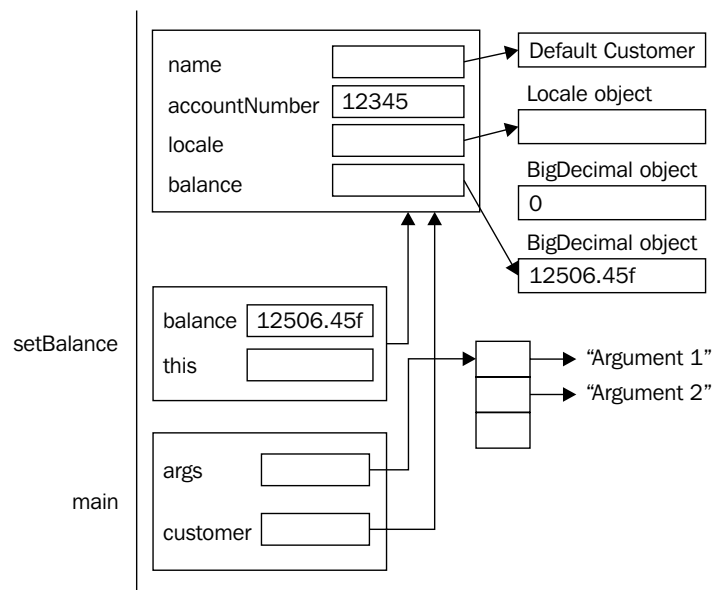 name
Default Customer
accountNumber 12345
Locale object
locale
balance
BigDecimal object
0
BigDecimal object
12506.45f
setBalance
balance 12506.45f
this
"Argument 1"
"Argument 2"
main
args
customer